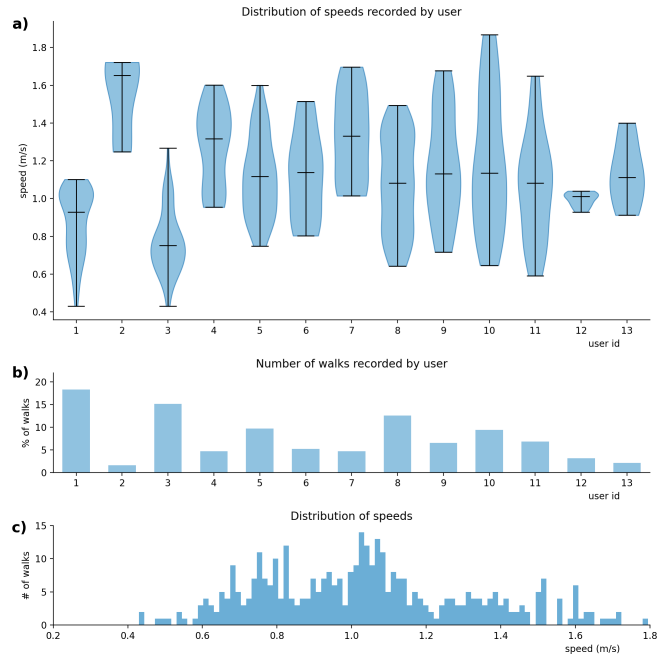 Distribution of speeds recorded by user
a)
1.8
1.6
1.4
1.2
1.0
0.8
0.6
0.4
speed (m/s)
1 2 3 4 5 6 7 8 9 10 11 12 13
user id
Number of walks recorded by user
b)
20
15
10
5
0
% of walks
1 2 3 4 5 6 7 8 9 10 11 12 13
user id
Distribution of speeds
c)
15
10
5
0
# of walks
0.2 0.4 0.6 0.8 1.0 1.2 1.4 1.6 1.8
speed (m/s)